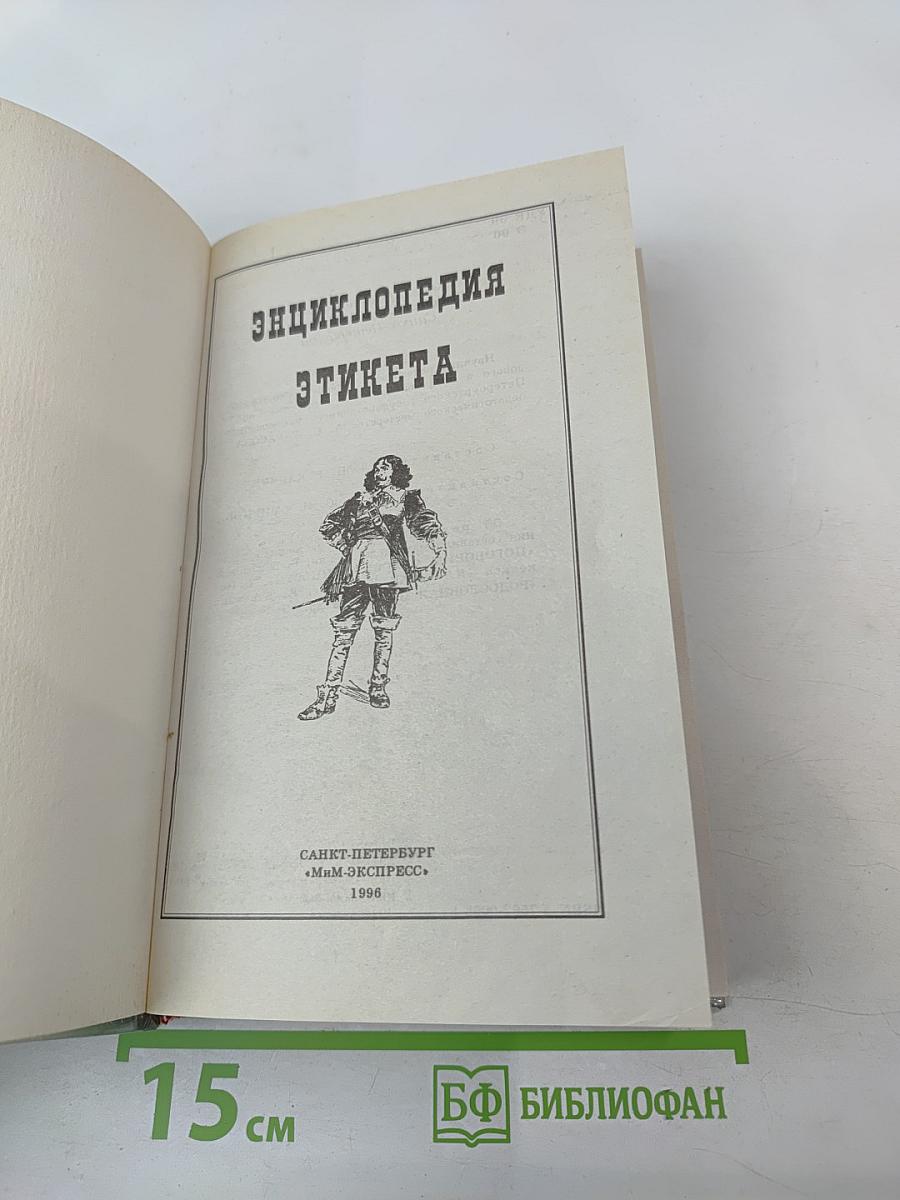 ЭНЦИКЛОПЕДИЯ
ЭТИКЕТА
САНКТ-ПЕТЕРБУРГ
«МиМ-ЭКСПРЕСС»
1996
15 см
БФ БИБЛИОФАН